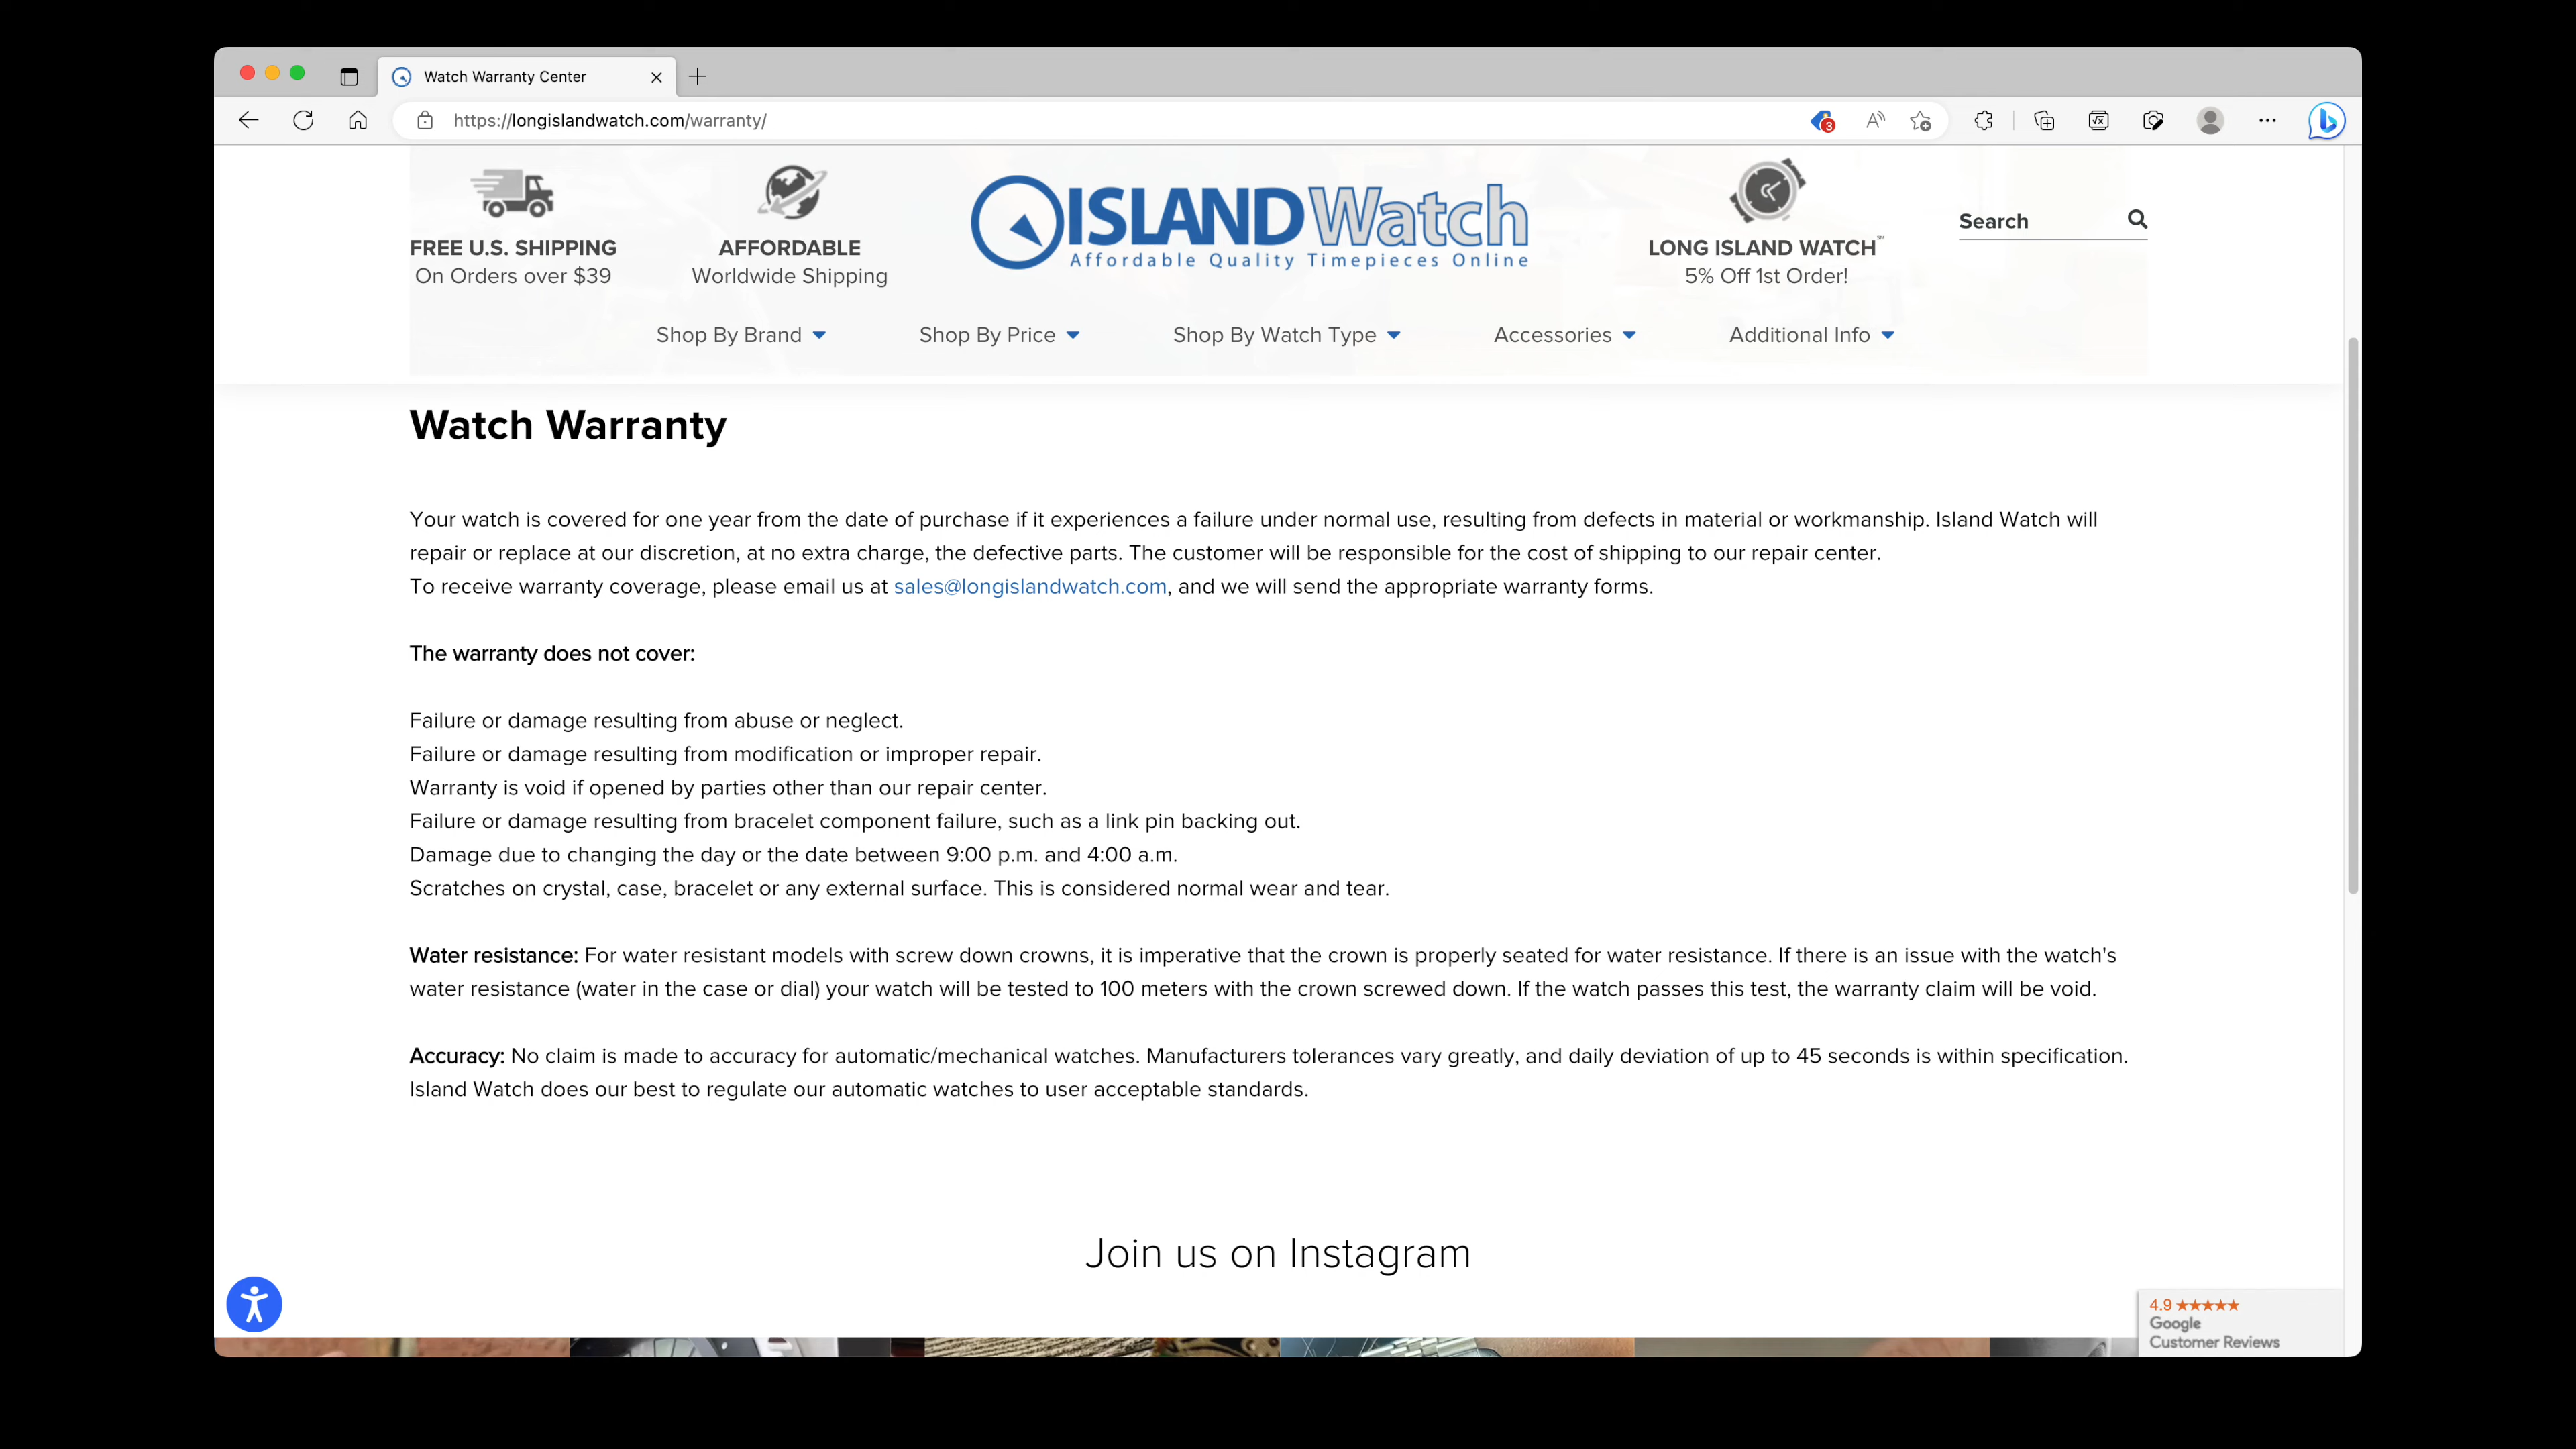 Watch Warranty Center
https://longislandwatch.com/warranty/
3
FREE U.S. SHIPPING
On Orders over $39
AFFORDABLE
Worldwide Shipping
ISLAND Watch
Affordable Quality Timepieces Online
LONG ISLAND WATCH℠
5% Off 1st Order!
Search
Shop By Brand
Shop By Price
Shop By Watch Type
Accessories
Additional Info
Watch Warranty
Your watch is covered for one year from the date of purchase if it experiences a failure under normal use, resulting from defects in material or workmanship. Island Watch will
repair or replace at our discretion, at no extra charge, the defective parts. The customer will be responsible for the cost of shipping to our repair center.
To receive warranty coverage, please email us at sales@longislandwatch.com, and we will send the appropriate warranty forms.
The warranty does not cover:
Failure or damage resulting from abuse or neglect.
Failure or damage resulting from modification or improper repair.
Warranty is void if opened by parties other than our repair center.
Failure or damage resulting from bracelet component failure, such as a link pin backing out.
Damage due to changing the day or the date between 9:00 p.m. and 4:00 a.m.
Scratches on crystal, case, bracelet or any external surface. This is considered normal wear and tear.
Water resistance: For water resistant models with screw down crowns, it is imperative that the crown is properly seated for water resistance. If there is an issue with the watch's
water resistance (water in the case or dial) your watch will be tested to 100 meters with the crown screwed down. If the watch passes this test, the warranty claim will be void.
Accuracy: No claim is made to accuracy for automatic/mechanical watches. Manufacturers tolerances vary greatly, and daily deviation of up to 45 seconds is within specification.
Island Watch does our best to regulate our automatic watches to user acceptable standards.
Join us on Instagram
4.9 ★★★★★
Google
Customer Reviews